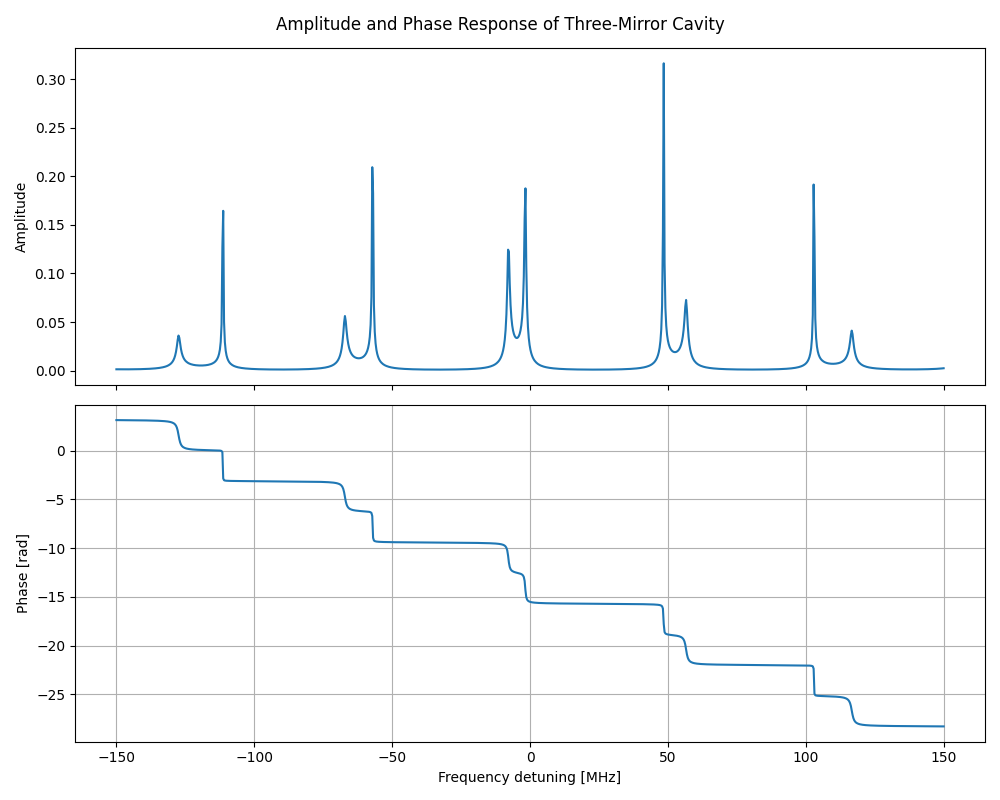 Amplitude and Phase Response of Three-Mirror Cavity
0.30
0.25
0.20
0.15
0.10
0.05
0.00
Amplitude
0
−5
−10
−15
−20
−25
Phase [rad]
−150 −100 −50 0 50 100 150
Frequency detuning [MHz]